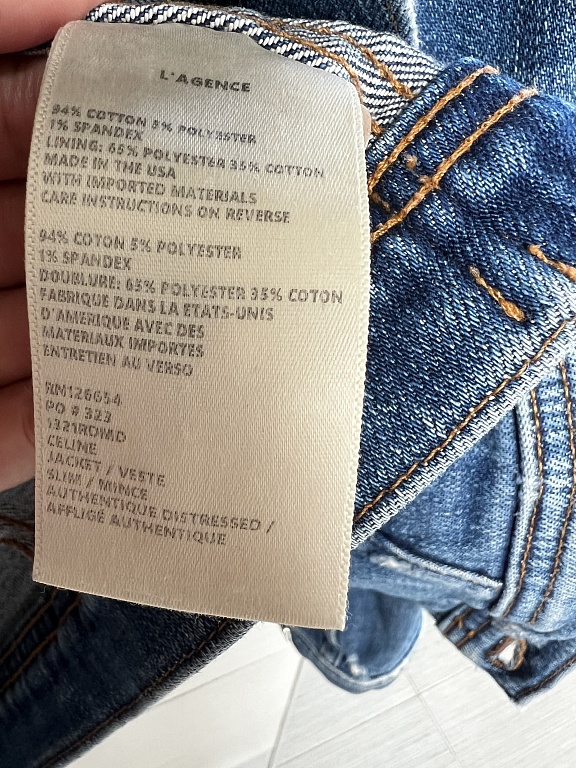 L'AGENCE
94% COTTON 5% POLYESTER
1% SPANDEX
LINING: 65% POLYESTER 35% COTTON
MADE IN THE USA
WITH IMPORTED MATERIALS
CARE INSTRUCTIONS ON REVERSE
94% COTON 5% POLYESTER
1% SPANDEX
DOUBLURE: 65% POLYESTER 35% COTON
FABRIQUE DANS LA ETATS-UNIS
D'AMERIQUE AVEC DES
MATERIAUX IMPORTES
ENTRETIEN AU VERSO
RN126654
PO # 323
1321RDMD
CELINE
JACKET / VESTE
SLIM / MINCE
AUTHENTIQUE DISTRESSED /
AFFLIGÉ AUTHENTIQUE